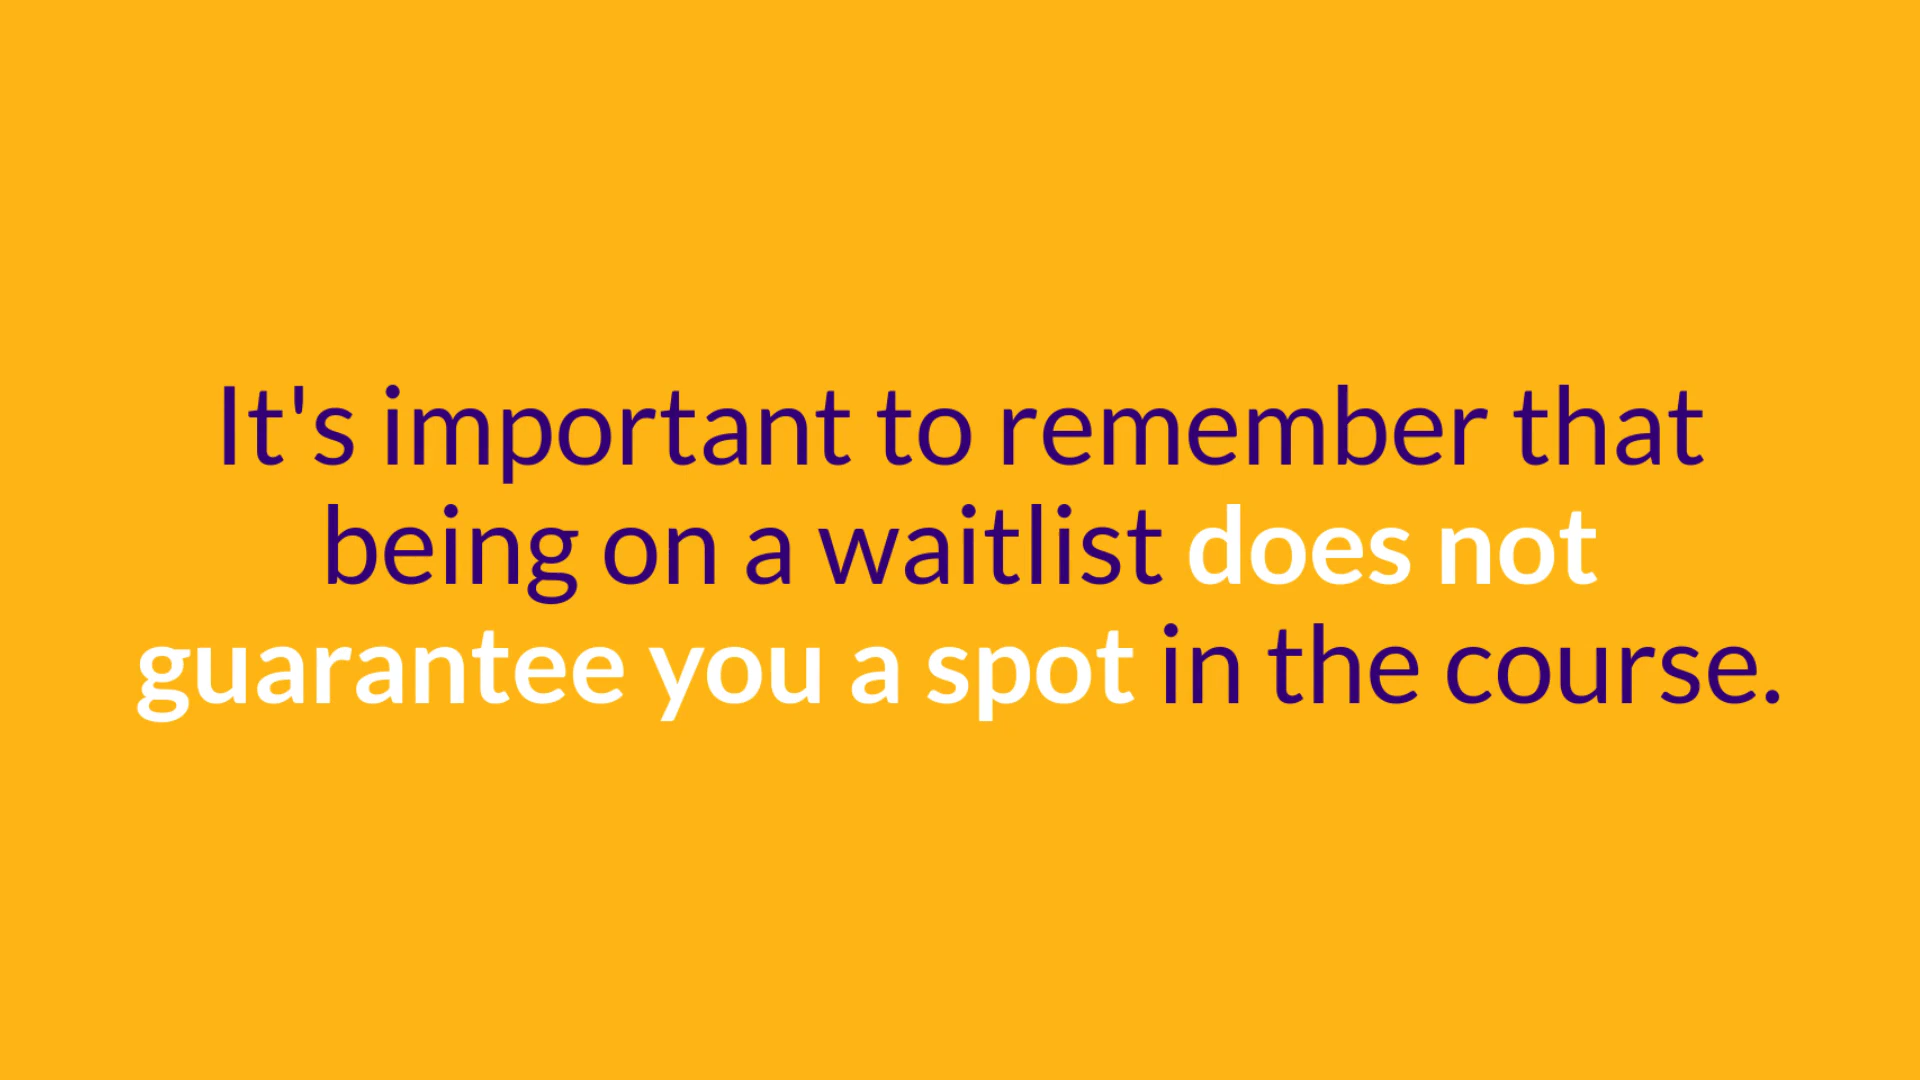 It's important to remember that
being on a waitlist does not
guarantee you a spot in the course.